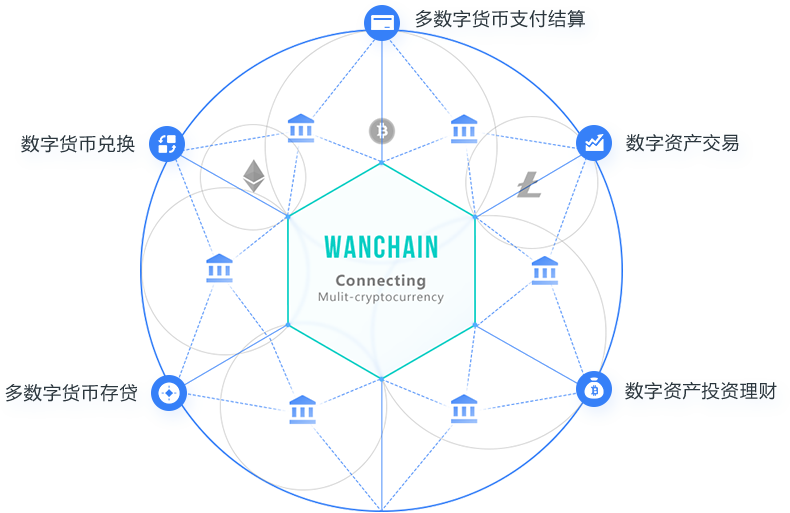 多数字货币支付结算
数字货币兑换
数字资产交易
WANCHAIN
Connecting
Mulit-cryptocurrency
多数字货币存贷
数字资产投资理财